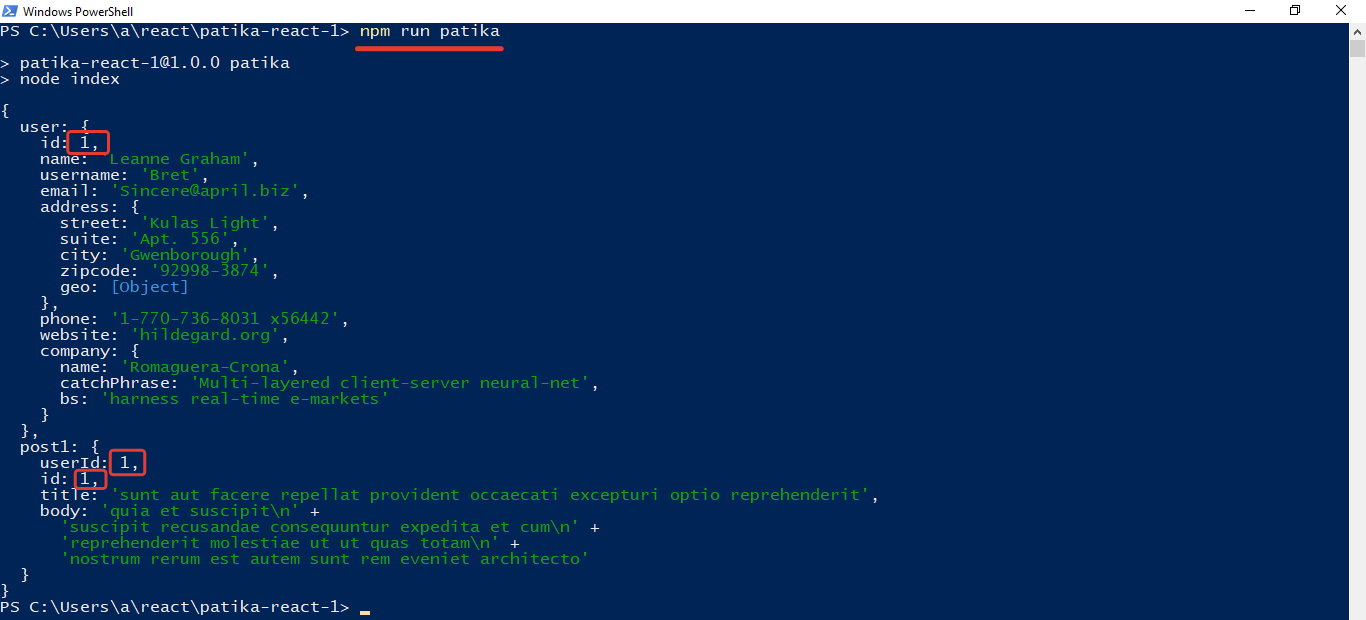 Windows PowerShell
PS C:\Users\a\react\patika-react-1> npm run patika
> patika-react-1@1.0.0 patika
> node index
{
  user: {
    id: 1,
    name: 'Leanne Graham',
    username: 'Bret',
    email: 'Sincere@april.biz',
    address: {
      street: 'Kulas Light',
      suite: 'Apt. 556',
      city: 'Gwenborough',
      zipcode: '92998-3874',
      geo: [Object]
    },
    phone: '1-770-736-8031 x56442',
    website: 'hildegard.org',
    company: {
      name: 'Romaguera-Crona',
      catchPhrase: 'Multi-layered client-server neural-net',
      bs: 'harness real-time e-markets'
    }
  },
  post1: {
    userId: 1,
    id: 1,
    title: 'sunt aut facere repellat provident occaecati excepturi optio reprehenderit',
    body: 'quia et suscipit\n' +
      'suscipit recusandae consequuntur expedita et cum\n' +
      'reprehenderit molestiae ut ut quas totam\n' +
      'nostrum rerum est autem sunt rem eveniet architecto'
  }
}
PS C:\Users\a\react\patika-react-1>